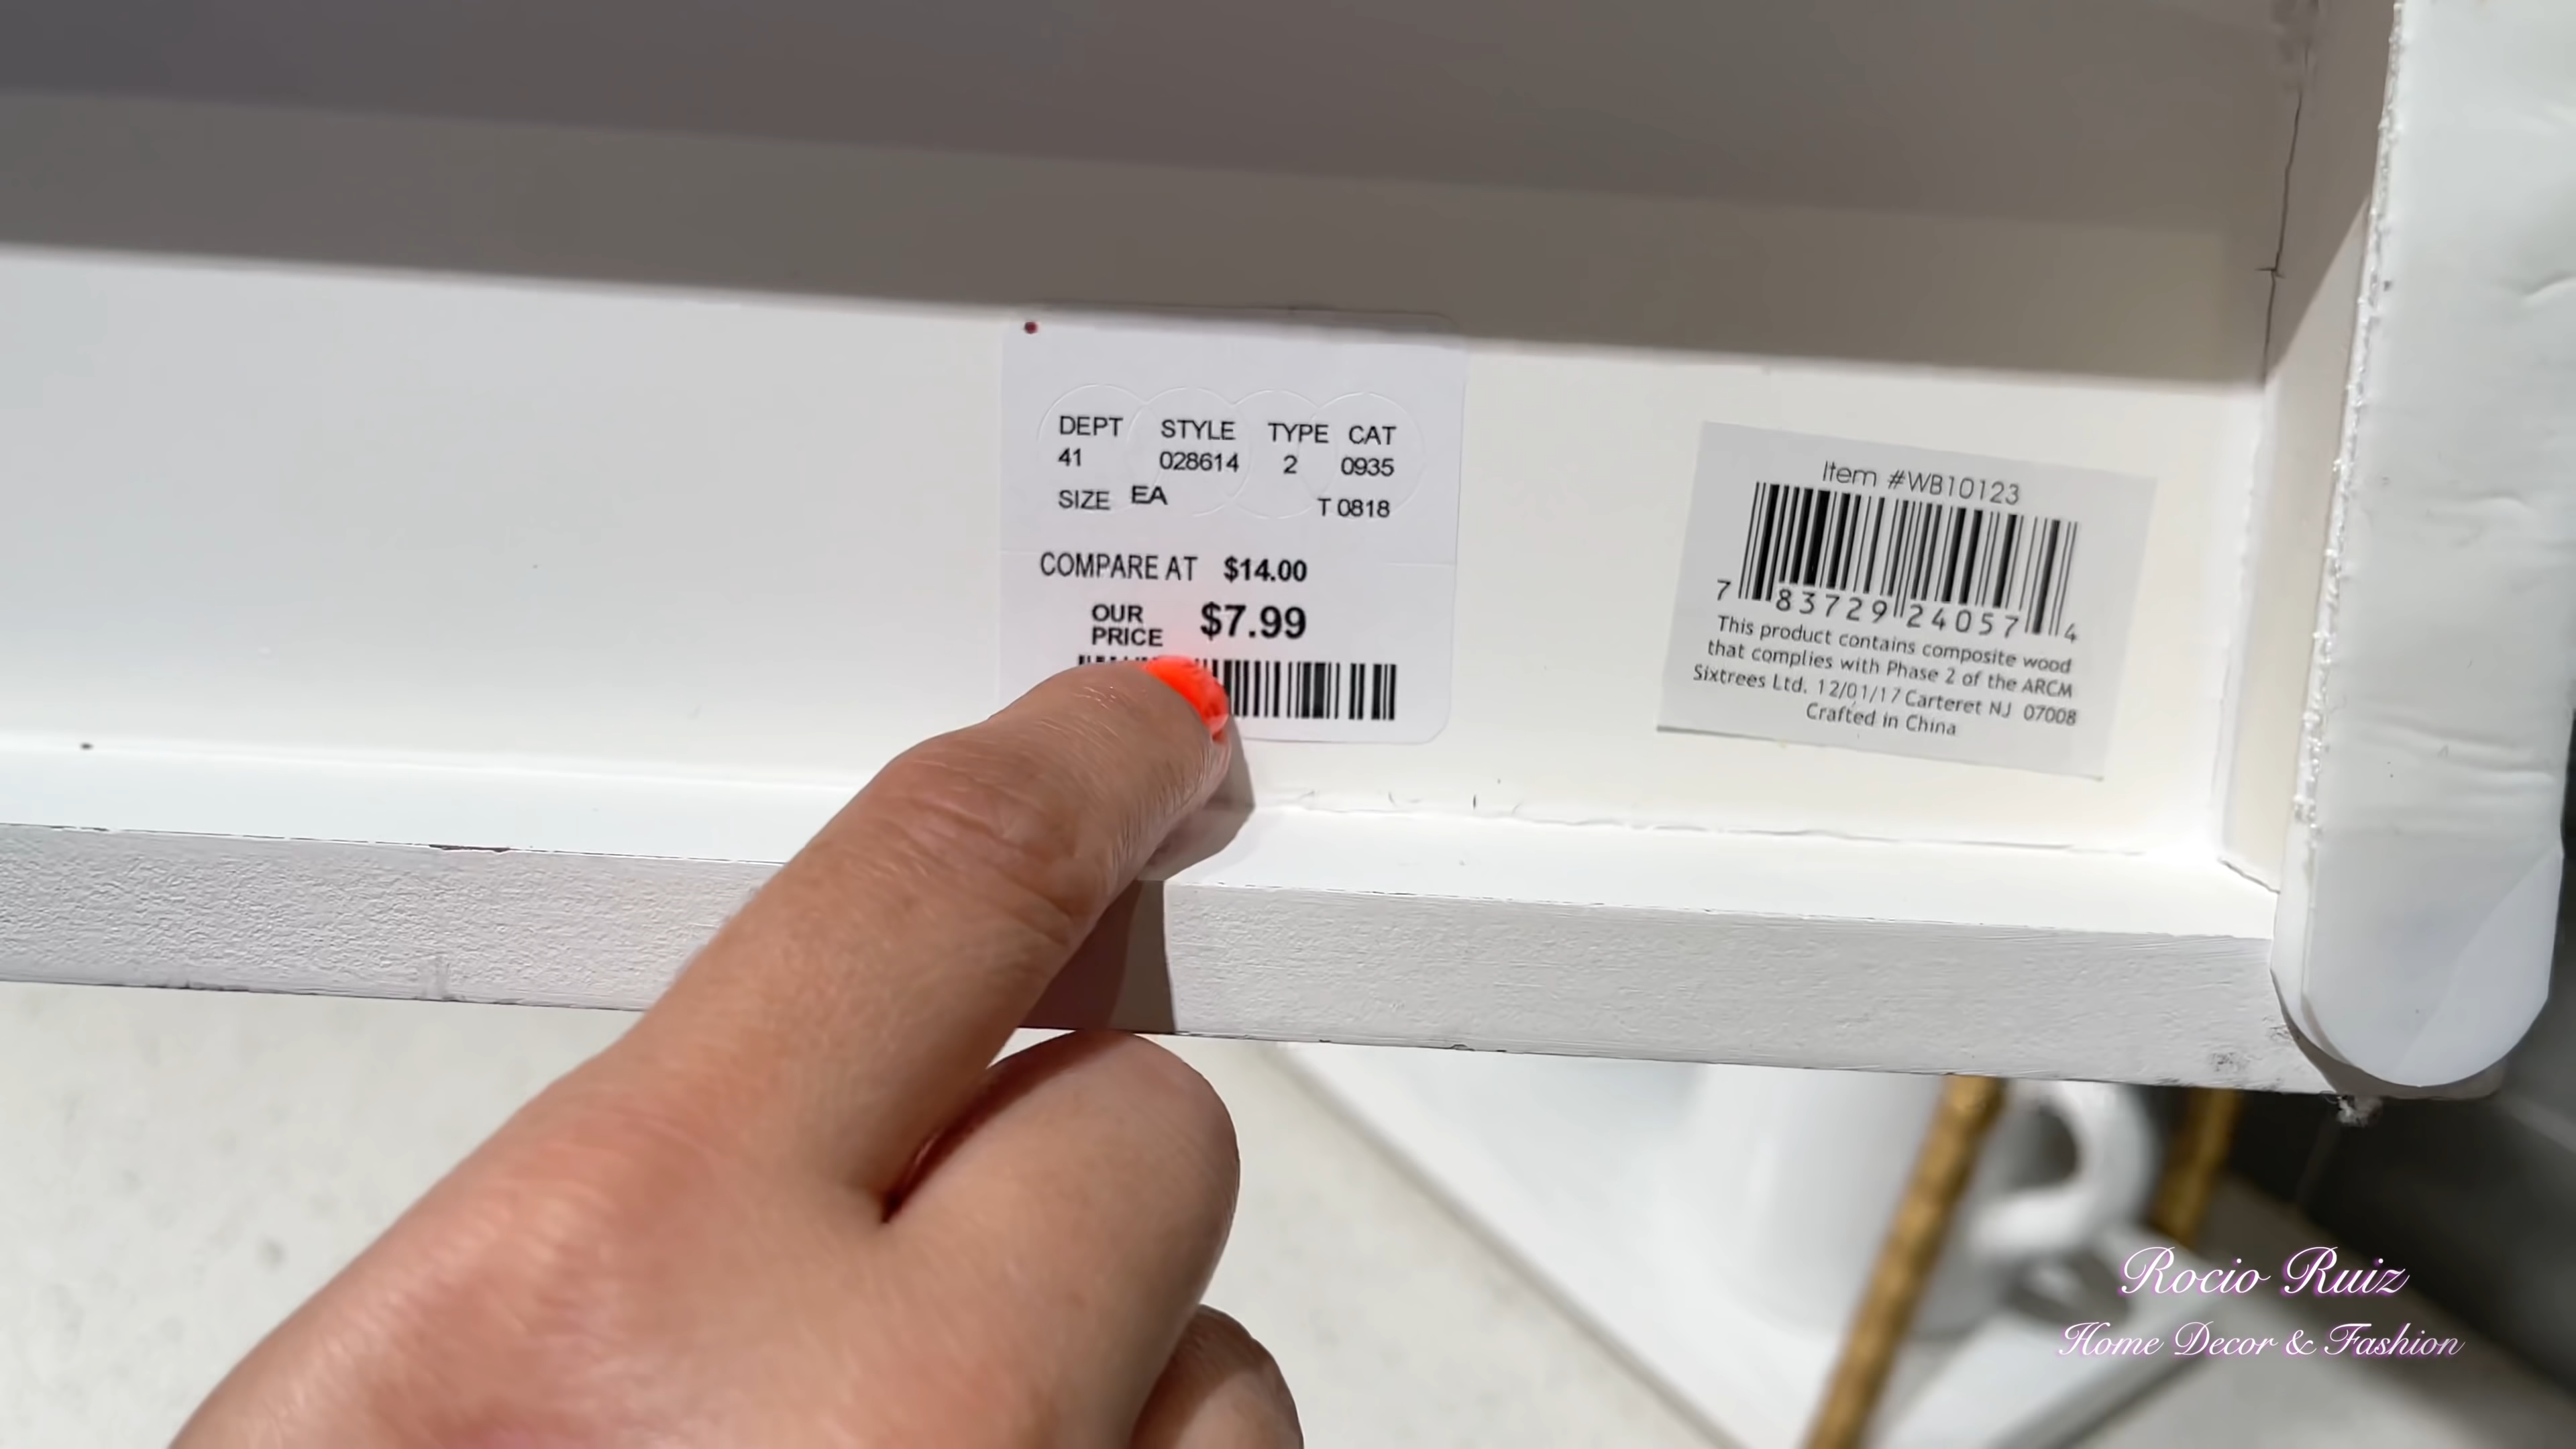 DEPT STYLE TYPE CAT
41 028614 2 0935
SIZE EA T 0818
COMPARE AT $14.00
OUR PRICE $7.99
Item #WB10123
7 83729 24057 4
This product contains composite wood
that complies with Phase 2 of the ARCM
Sixtrees Ltd. 12/01/17 Carteret NJ 07008
Crafted in China
Rocio Ruiz
Home Decor & Fashion